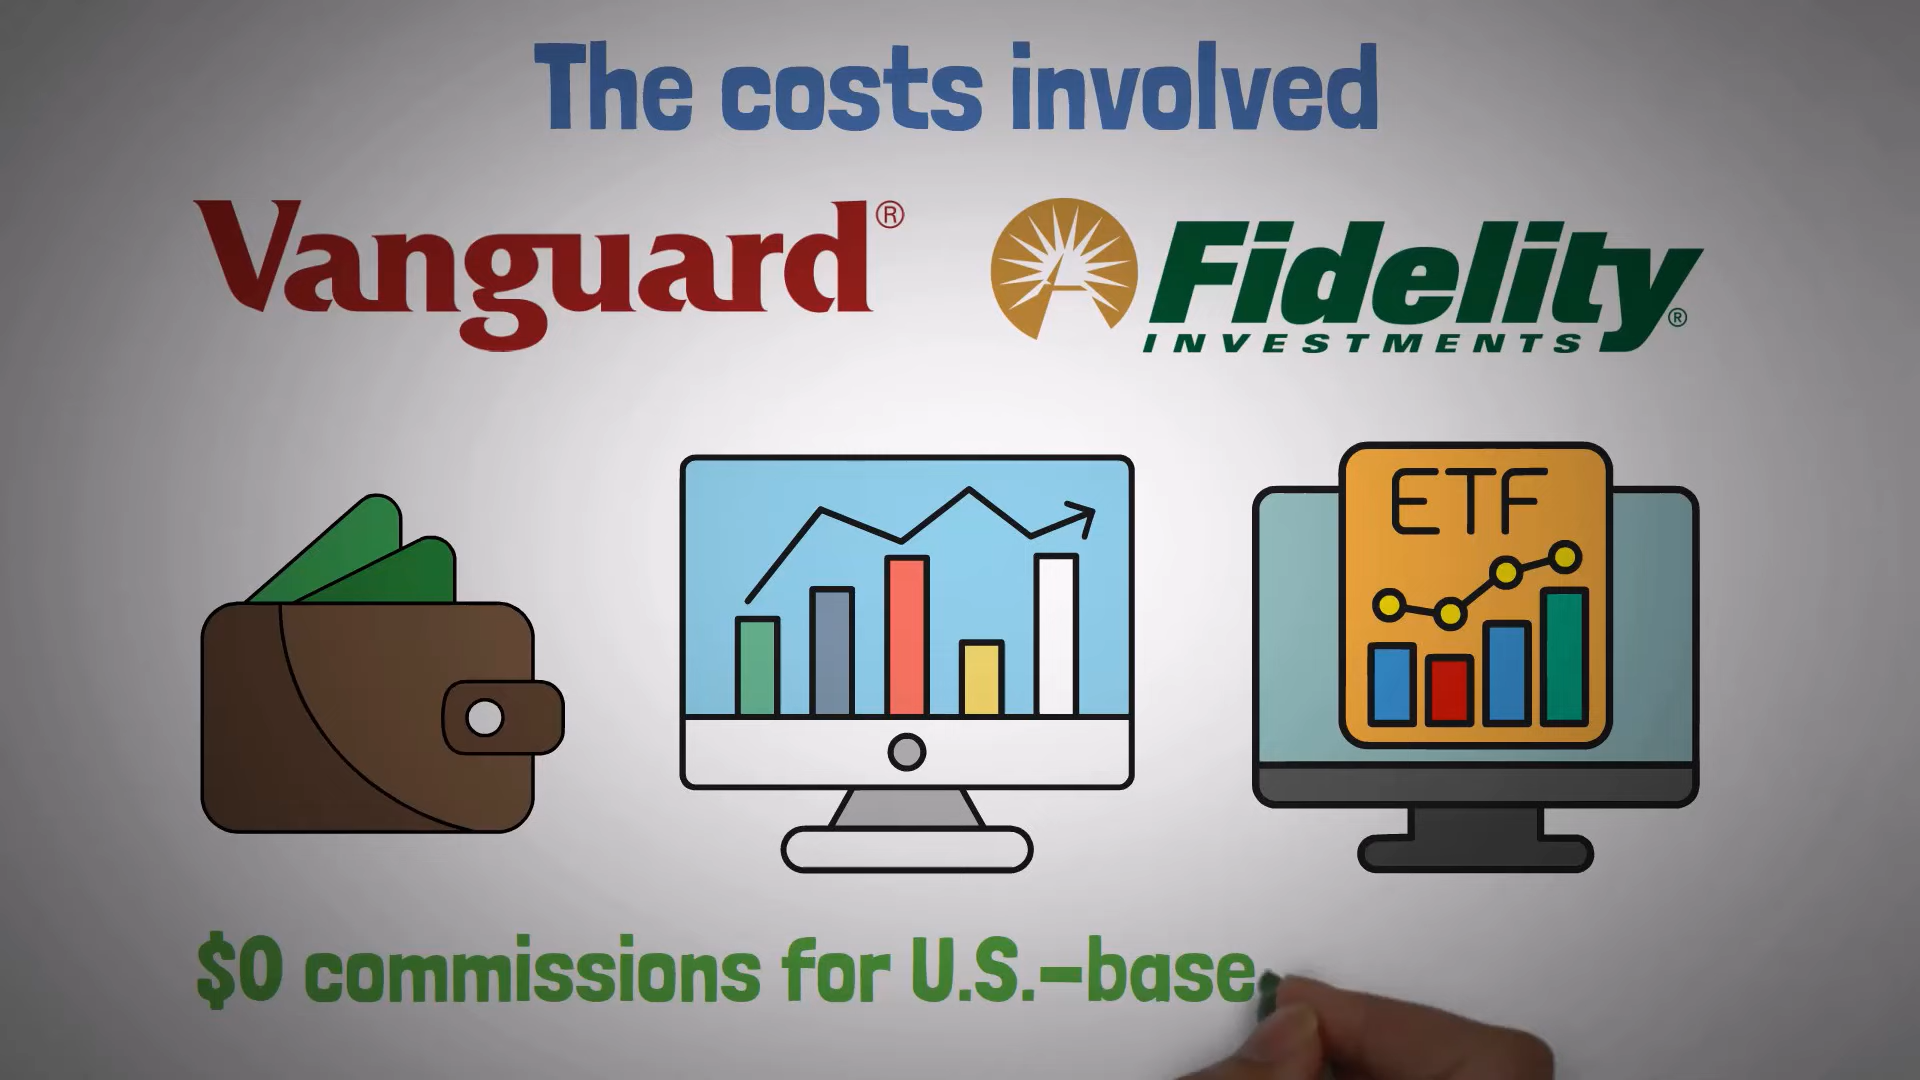 The costs involved
Vanguard®
Fidelity®
INVESTMENTS
ETF
$0 commissions for U.S.-base